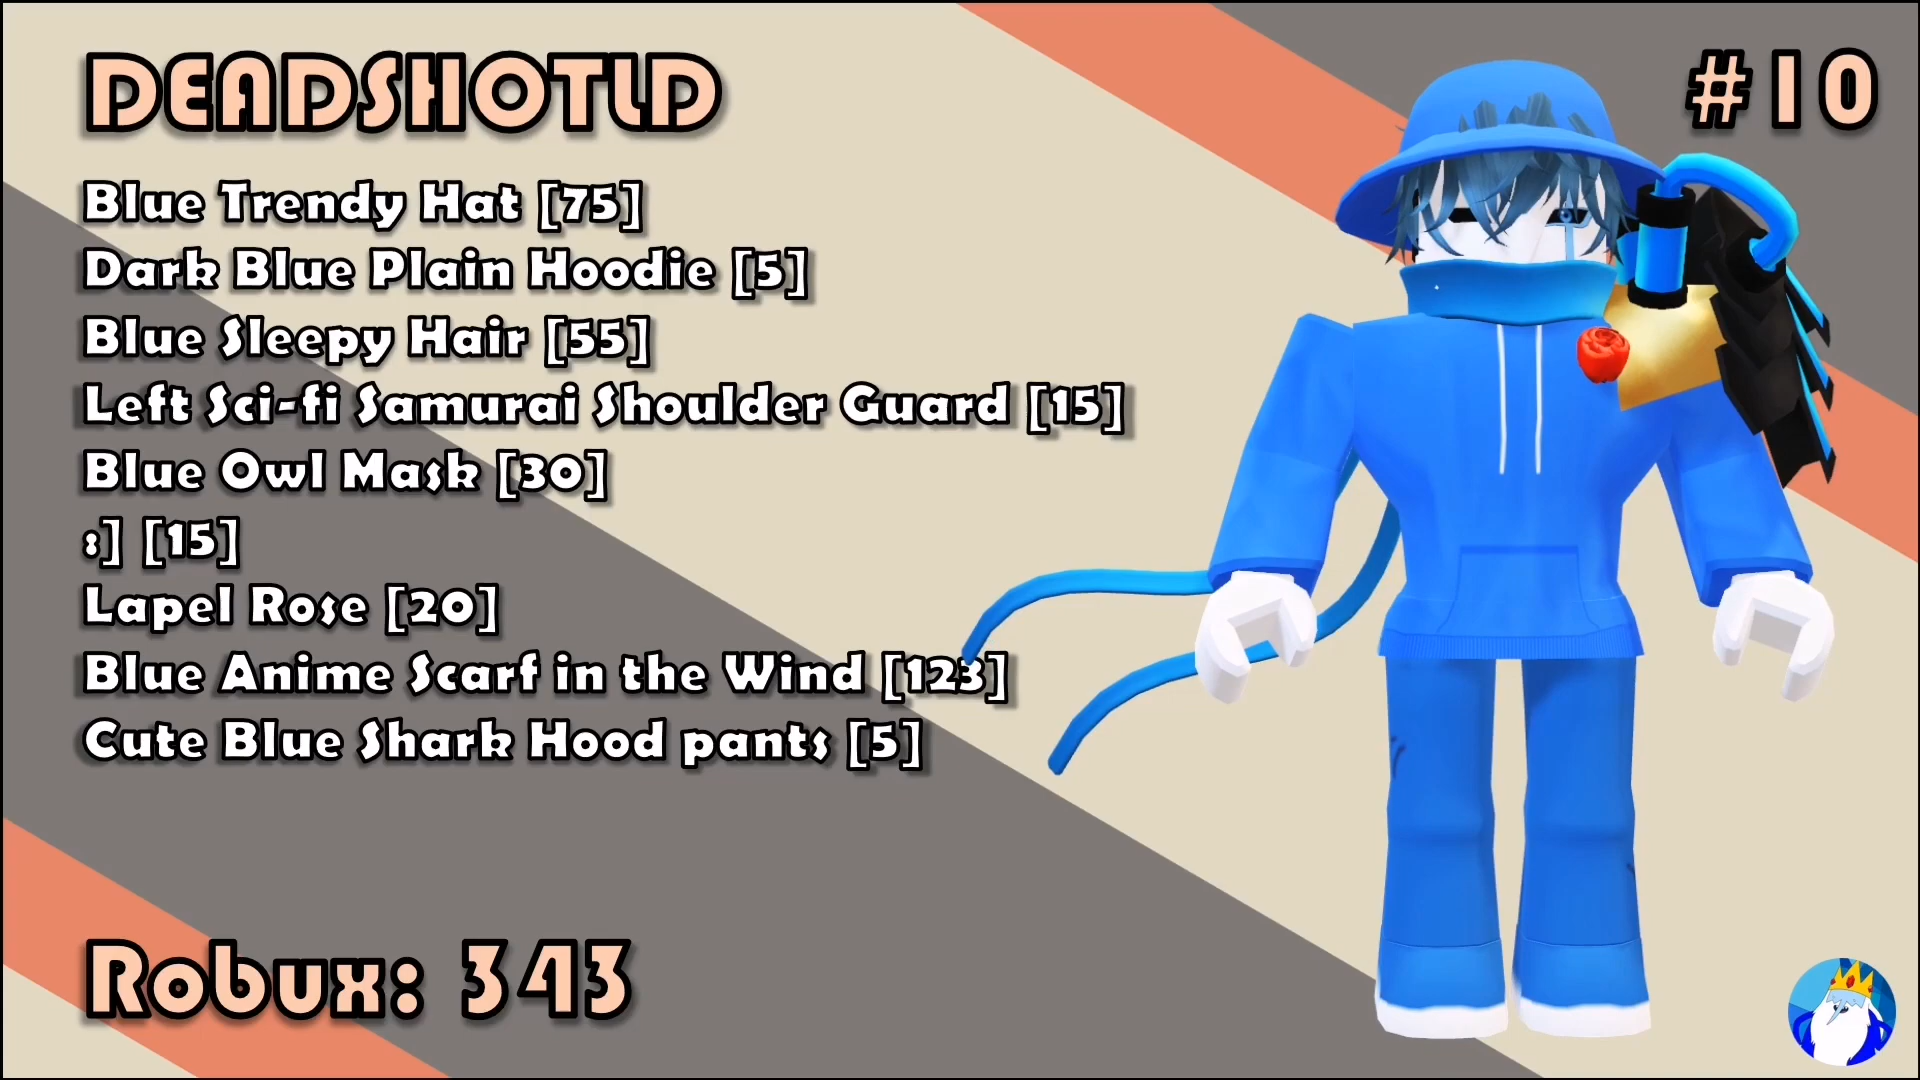 DEADSHOTLD
#10
Blue Trendy Hat [75]
Dark Blue Plain Hoodie [5]
Blue Sleepy Hair [55]
Left Sci-fi Samurai Shoulder Guard [15]
Blue Owl Mask [30]
:] [15]
Lapel Rose [20]
Blue Anime Scarf in the Wind [123]
Cute Blue Shark Hood pants [5]
Robux: 343